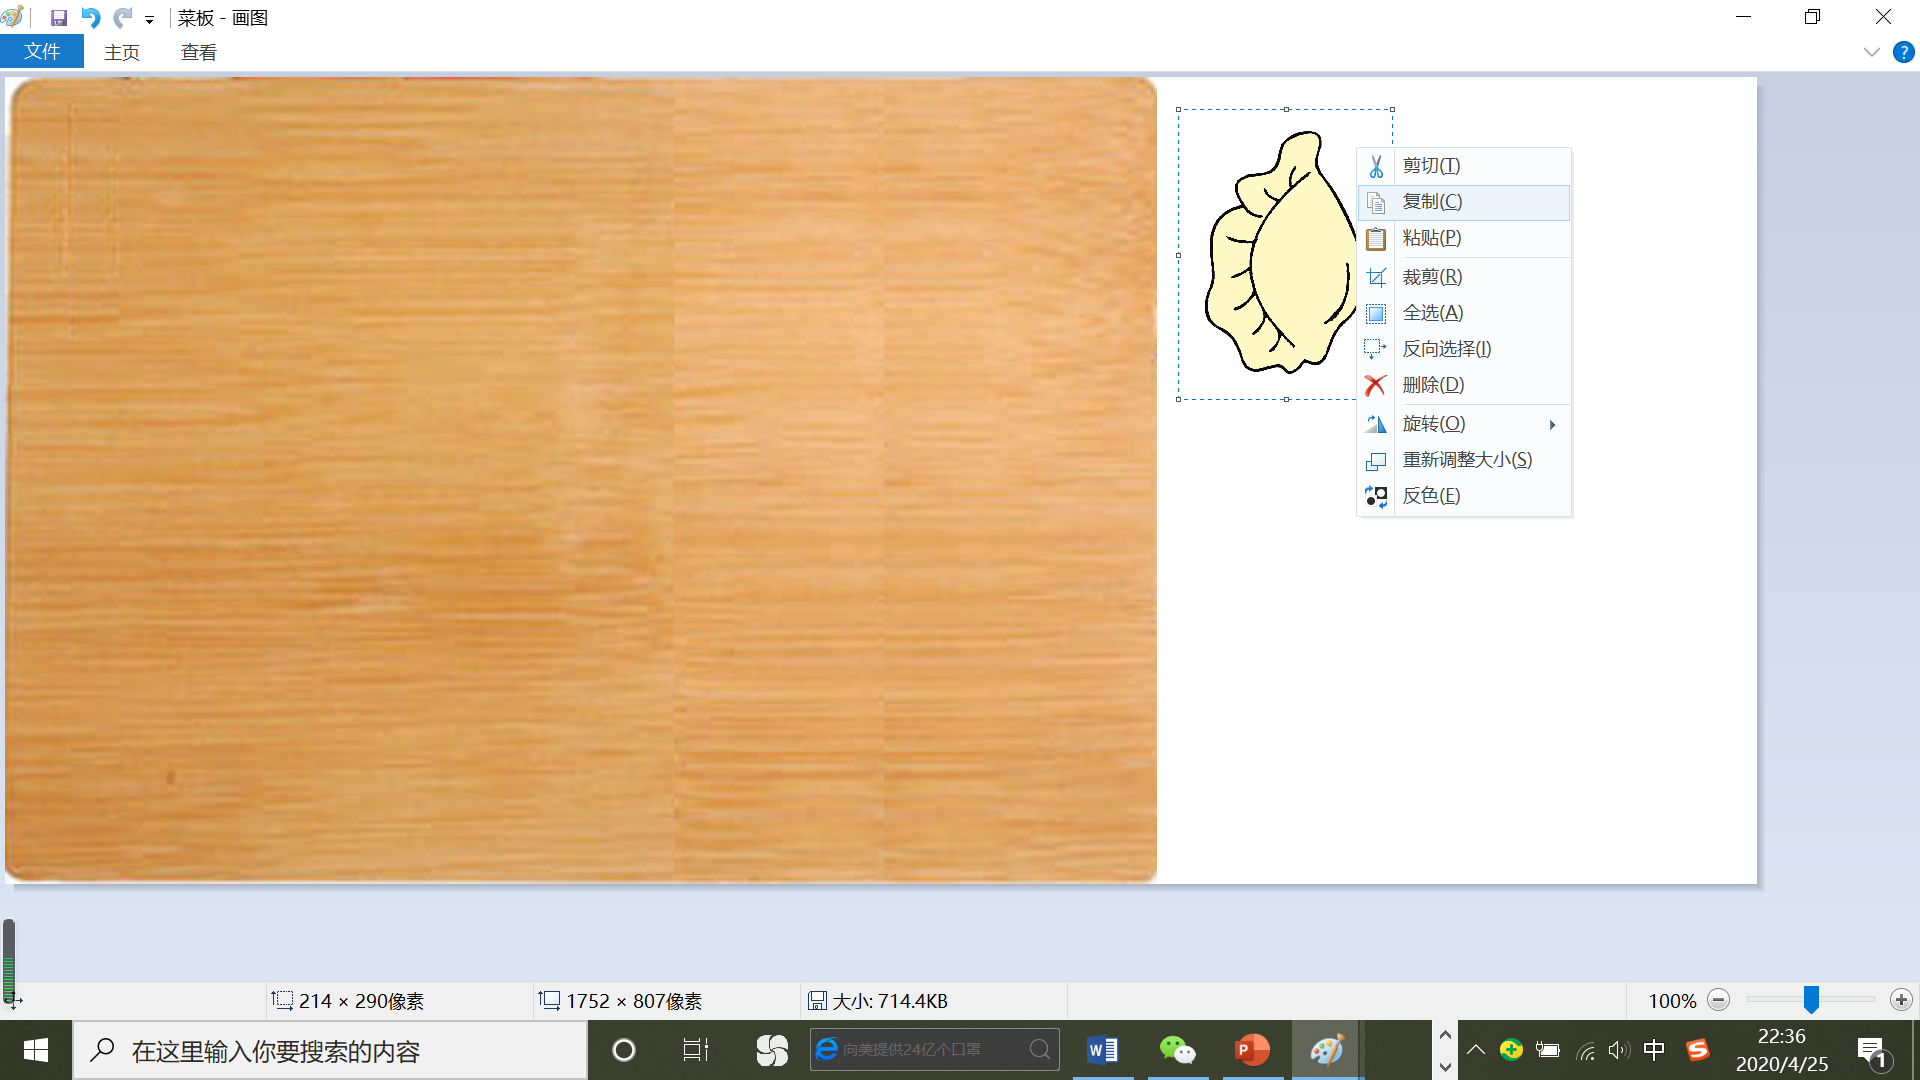 菜板 - 画图
文件 主页 查看
?
剪切(T)
复制(C)
粘贴(P)
裁剪(R)
全选(A)
反向选择(I)
删除(D)
旋转(O)
重新调整大小(S)
反色(E)
214 × 290像素 1752 × 807像素 大小: 714.4KB 100%
在这里输入你要搜索的内容 向美提供24亿个口罩 W P 中 S 22:36
2020/4/25 1